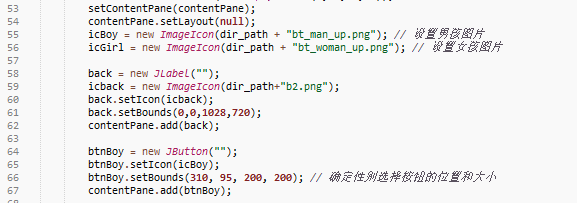 53 setContentPane(contentPane);
54 contentPane.setLayout(null);
55 icBoy = new ImageIcon(dir_path + "bt_man_up.png"); // 设置男孩图片
56 icGirl = new ImageIcon(dir_path + "bt_woman_up.png"); // 设置女孩图片
57
58 back = new JLabel("");
59 icback = new ImageIcon(dir_path+"b2.png");
60 back.setIcon(icback);
61 back.setBounds(0,0,1028,720);
62 contentPane.add(back);
63
64 btnBoy = new JButton("");
65 btnBoy.setIcon(icBoy);
66 btnBoy.setBounds(310, 95, 200, 200); // 确定性别选择按钮的位置和大小
67 contentPane.add(btnBoy);